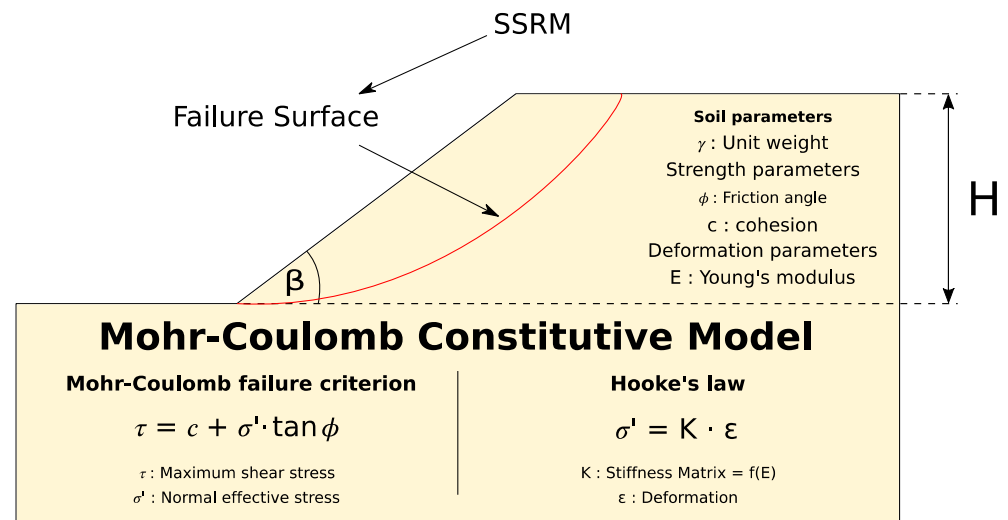 SSRM
Failure Surface
Soil parameters
γ : Unit weight
Strength parameters
ϕ : Friction angle
c : cohesion
Deformation parameters
E : Young's modulus
H
β
Mohr-Coulomb Constitutive Model
Mohr-Coulomb failure criterion
τ = c + σ'· tan ϕ
τ : Maximum shear stress
σ' : Normal effective stress
Hooke's law
σ' = K · ε
K : Stiffness Matrix = f(E)
ε : Deformation